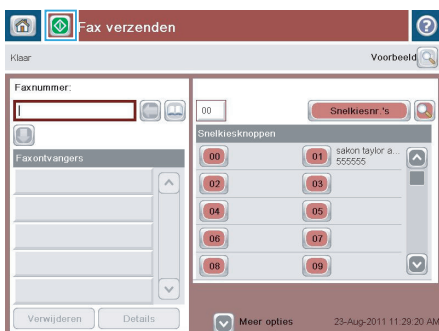 Fax verzenden
Klaar
Voorbeeld
Faxnummer:
00
Snelkiesnr.'s
Snelkiesknoppen
Faxontvangers
00
01 sakon taylor a...
555555
02
03
04
05
06
07
08
09
Verwijderen
Details
Meer opties
23-Aug-2011 11:29:20 AM